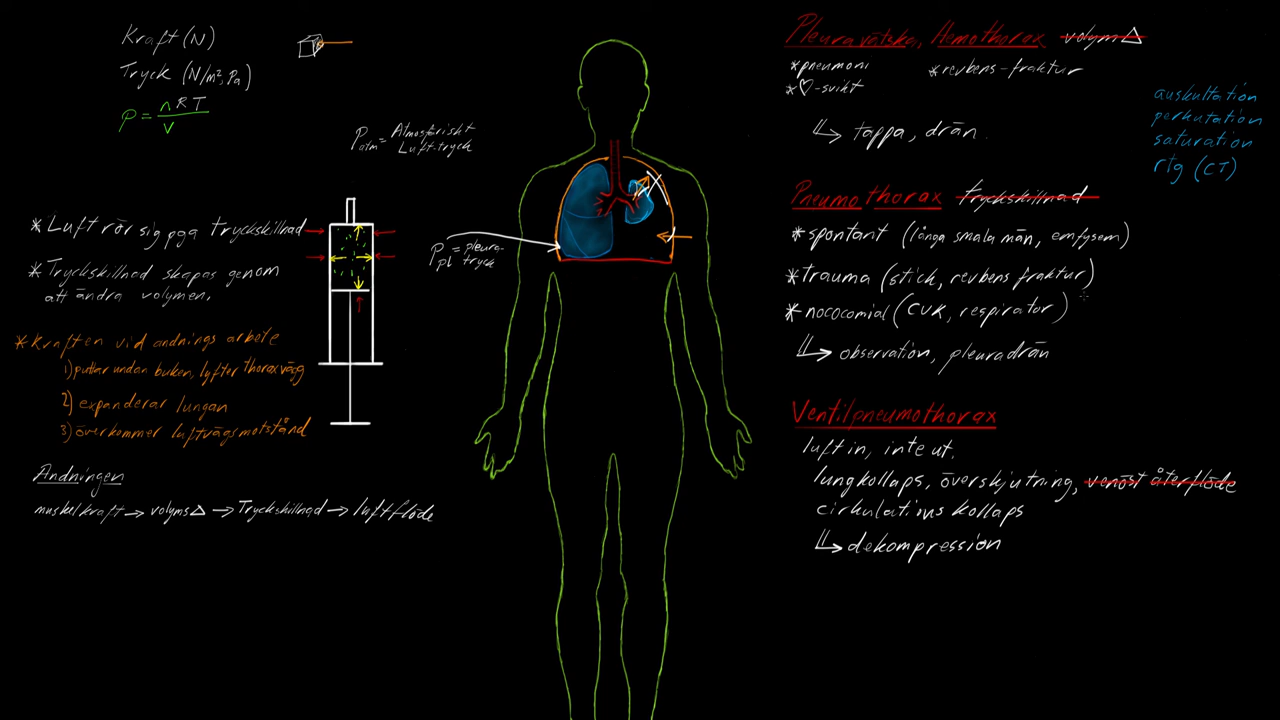 Kraft (N)
Tryck (N/m², Pa)
P = nRT
V
P atm = Atmosfäriskt
Luft-tryck
* Luft rör sig pga Tryckskillnad
* Tryckskillnad skapas genom
att ändra volymen.
* Kraften vid andnings arbete
1) puttar undan buken, lyfter thoraxvägg
2) expanderar lungan
3) överkommer luftvägsmotstånd
Andningen
muskelkraft → volyms∆ → Tryckskillnad → luftflöde
P pl = pleura-
tryck
Pleuravätska, Hemothorax volym∆
* pneumoni * revbens-fraktur
* ♡-svikt
↳ tappa, drän.
auskultation
perkutation
saturation
rtg (CT)
Pneumothorax tryckskillnad
* spontant (långa smala män, emfysem)
* trauma (stick, revbens fraktur)
* nococomial (CVK, respirator)
↳ observation, pleuradrän
Ventilpneumothorax
luft in, inte ut.
lungkollaps, överskjutning, venöst återflöde
cirkulations kollaps
↳ dekompression